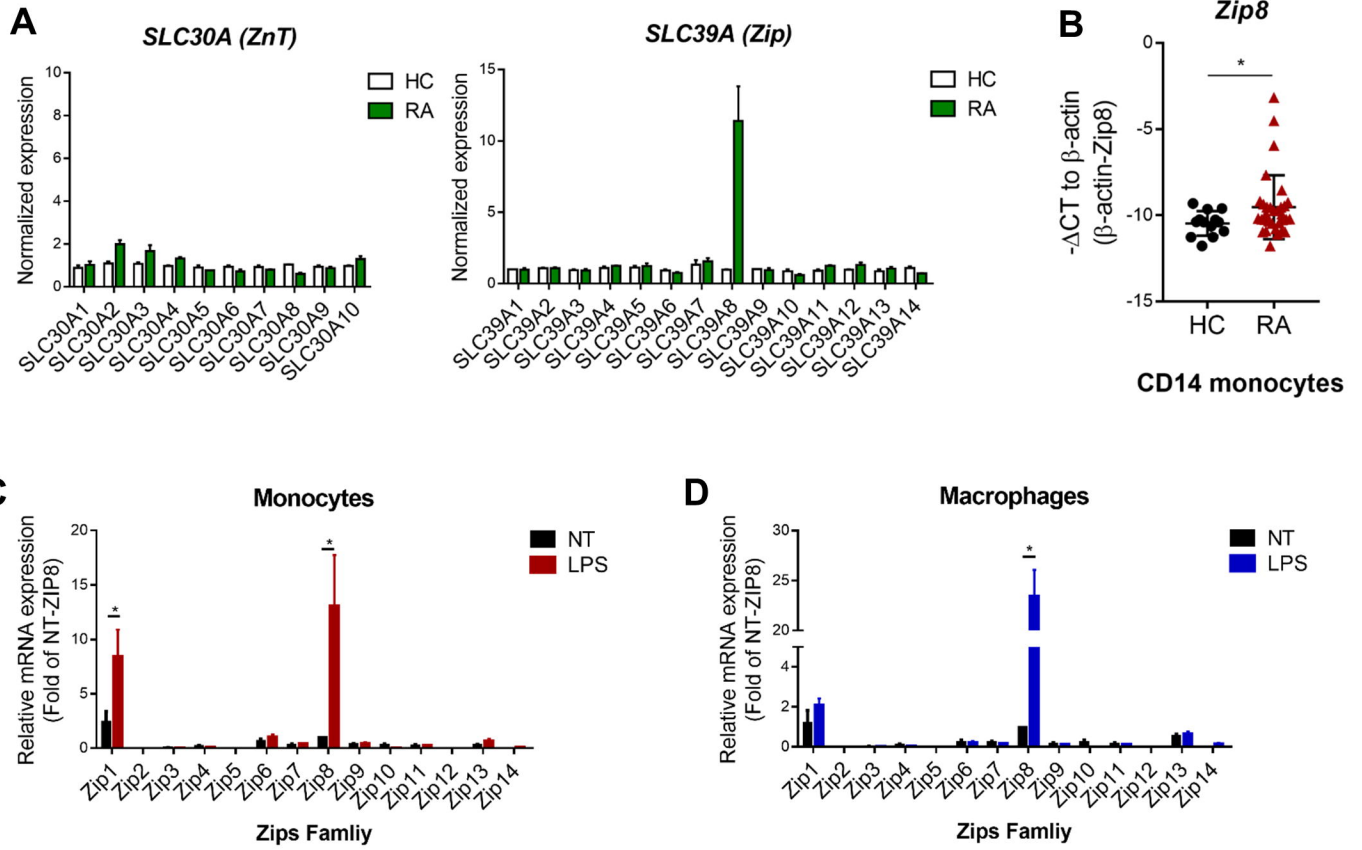 A
SLC30A (ZnT)
Normalized expression
10
8
6
4
2
0
HC
RA
SLC30A1
SLC30A2
SLC30A3
SLC30A4
SLC30A5
SLC30A6
SLC30A7
SLC30A8
SLC30A9
SLC30A10
SLC39A (Zip)
Normalized expression
15
10
5
0
HC
RA
SLC39A1
SLC39A2
SLC39A3
SLC39A4
SLC39A5
SLC39A6
SLC39A7
SLC39A8
SLC39A9
SLC39A10
SLC39A11
SLC39A12
SLC39A13
SLC39A14
B
Zip8
-ΔCT to β-actin
(β-actin-Zip8)
0
-5
-10
-15
*
HC
RA
CD14 monocytes
C
Monocytes
Relative mRNA expression
(Fold of NT-ZIP8)
20
15
10
5
0
*
*
NT
LPS
Zip1
Zip2
Zip3
Zip4
Zip5
Zip6
Zip7
Zip8
Zip9
Zip10
Zip11
Zip12
Zip13
Zip14
Zips Famliy
D
Macrophages
Relative mRNA expression
(Fold of NT-ZIP8)
30
25
20
4
2
0
*
NT
LPS
Zip1
Zip2
Zip3
Zip4
Zip5
Zip6
Zip7
Zip8
Zip9
Zip10
Zip11
Zip12
Zip13
Zip14
Zips Famliy